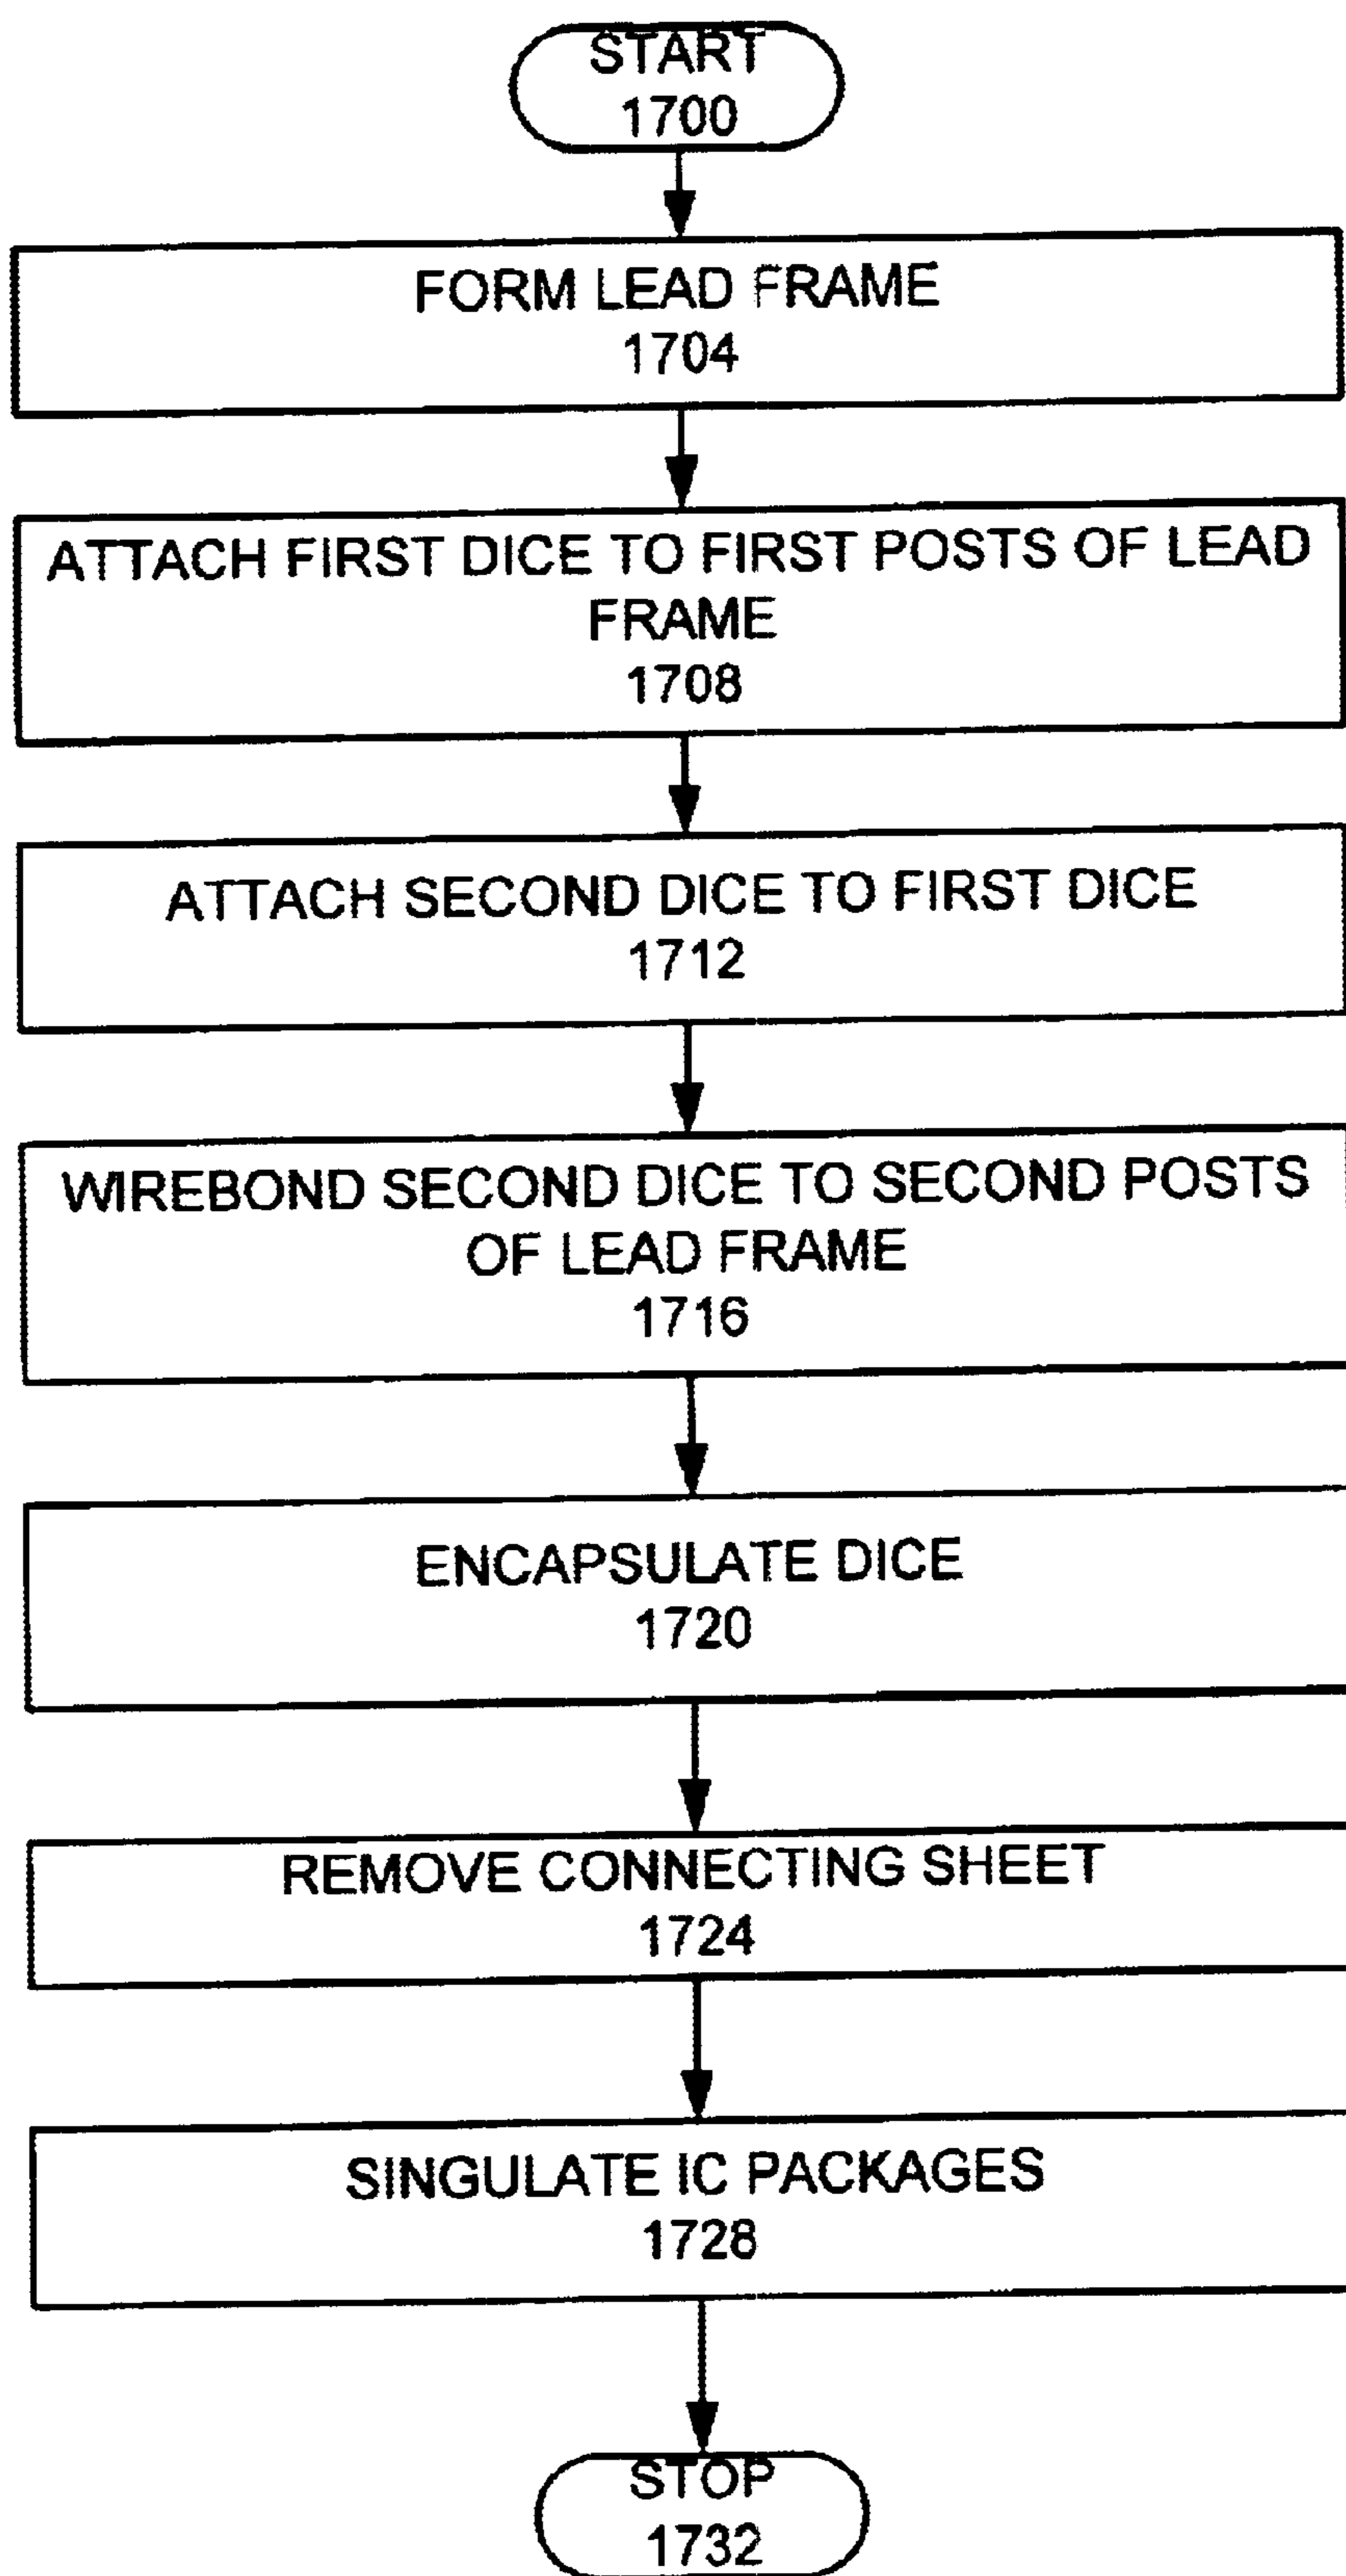 START
1700
FORM LEAD FRAME
1704
ATTACH FIRST DICE TO FIRST POSTS OF LEAD
FRAME
1708
ATTACH SECOND DICE TO FIRST DICE
1712
WIREBOND SECOND DICE TO SECOND POSTS
OF LEAD FRAME
1716
ENCAPSULATE DICE
1720
REMOVE CONNECTING SHEET
1724
SINGULATE IC PACKAGES
1728
STOP
1732